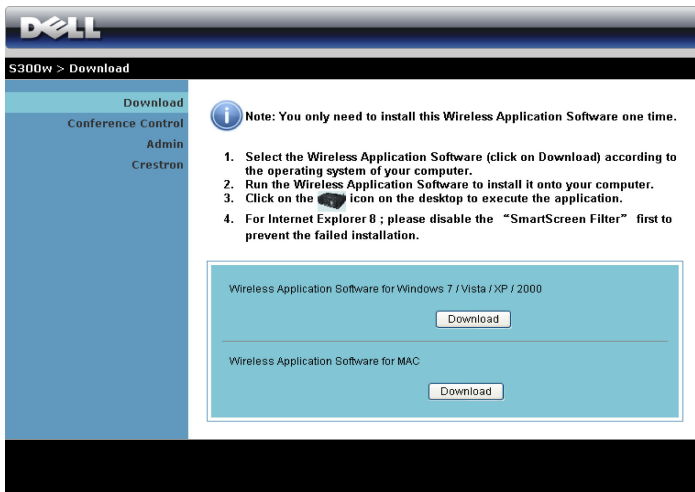 DELL
S300w > Download
Download
Conference Control
Admin
Crestron
Note: You only need to install this Wireless Application Software one time.
1. Select the Wireless Application Software (click on Download) according to
the operating system of your computer.
2. Run the Wireless Application Software to install it onto your computer.
3. Click on the icon on the desktop to execute the application.
4. For Internet Explorer 8 ; please disable the “SmartScreen Filter” first to
prevent the failed installation.
Wireless Application Software for Windows 7 / Vista / XP / 2000
Download
Wireless Application Software for MAC
Download